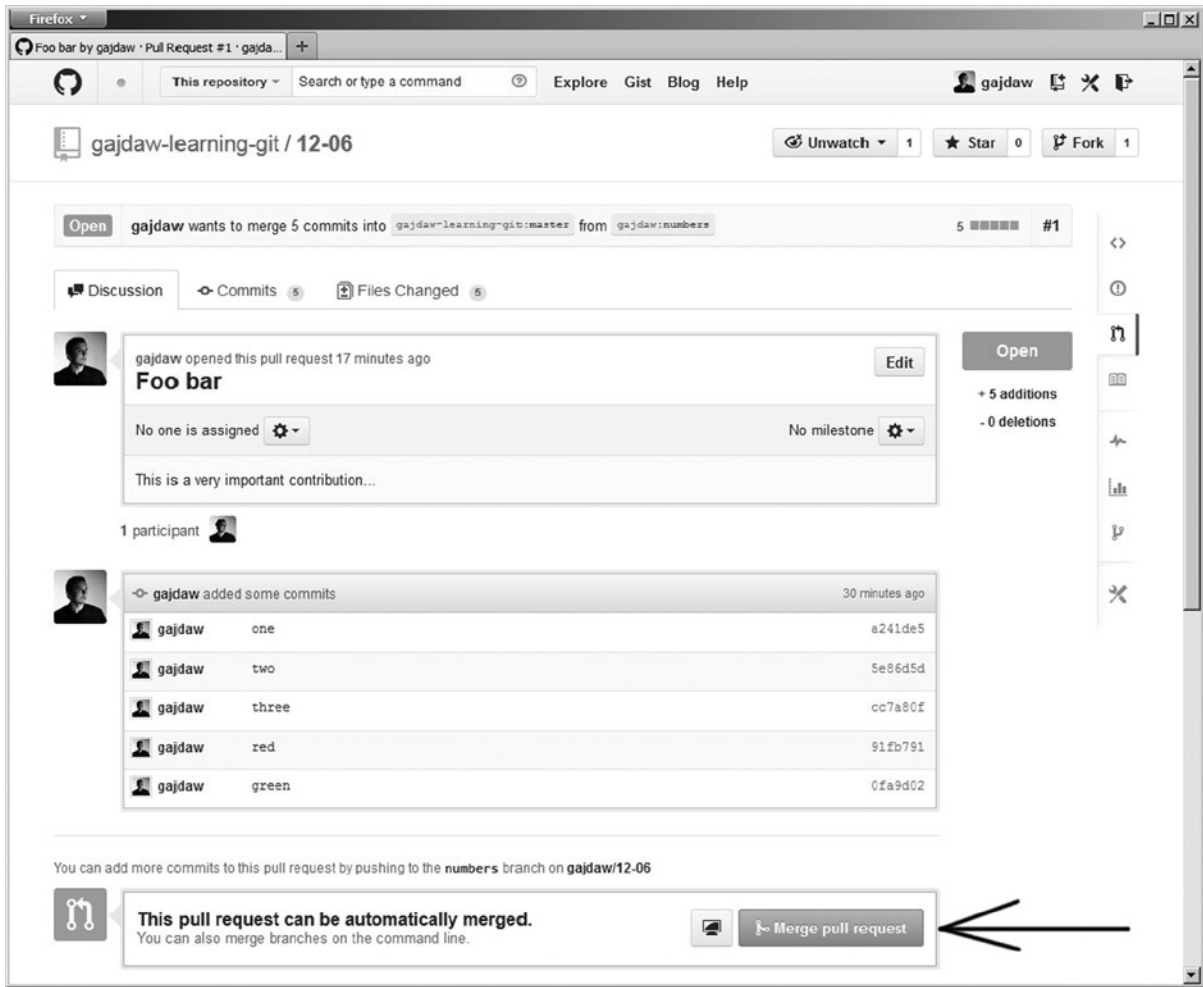 Firefox
Foo bar by gajdaw · Pull Request #1 · gajda... +
This repository Search or type a command Explore Gist Blog Help gajdaw
gajdaw-learning-git / 12-06 Unwatch 1 Star 0 Fork 1
Open gajdaw wants to merge 5 commits into gajdaw-learning-git:master from gajdaw:numbers 5 #1
Discussion Commits 5 Files Changed 5
gajdaw opened this pull request 17 minutes ago
Foo bar
Edit
Open
+ 5 additions
- 0 deletions
No one is assigned No milestone
This is a very important contribution...
1 participant
gajdaw added some commits 30 minutes ago
gajdaw one a241de5
gajdaw two 5e86d5d
gajdaw three cc7a80f
gajdaw red 91fb791
gajdaw green 0fa9d02
You can add more commits to this pull request by pushing to the numbers branch on gajdaw/12-06
This pull request can be automatically merged.
You can also merge branches on the command line.
Merge pull request